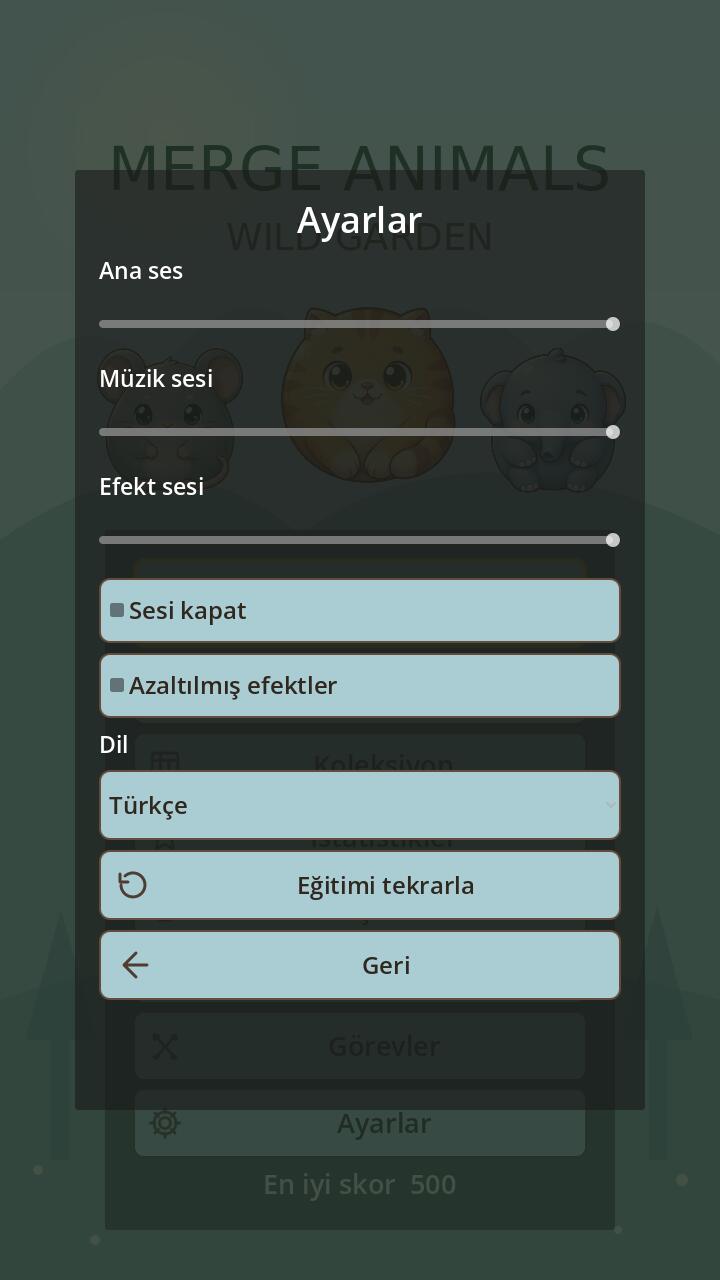 MERGE ANIMALS
Ayarlar
WILD GARDEN
Ana ses
Müzik sesi
Efekt sesi
Sesi kapat
Azaltılmış efektler
Dil
Koleksiyon
Türkçe
İstatistikler
Eğitimi tekrarla
Geri
Görevler
Ayarlar
En iyi skor 500